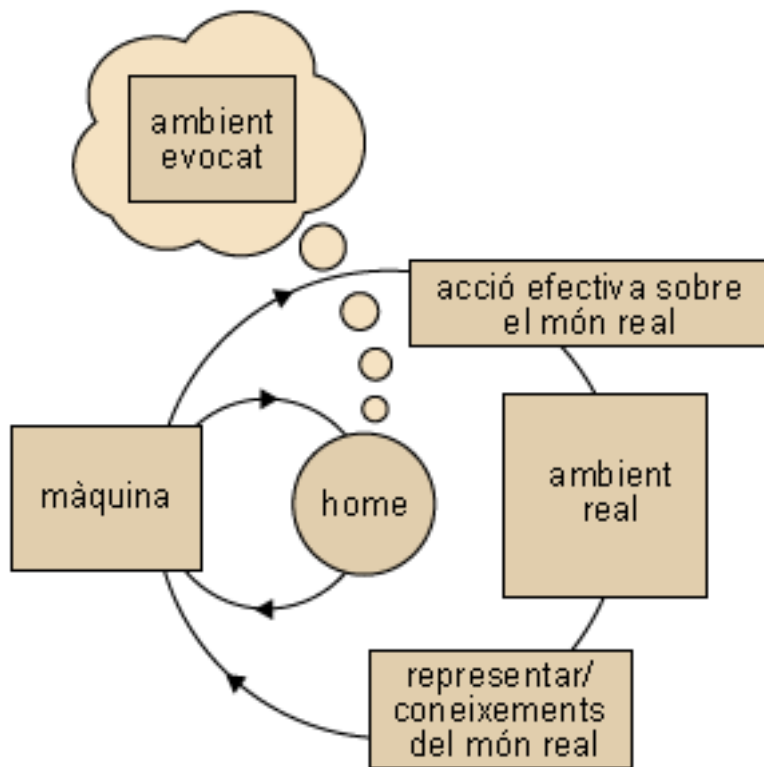 ambient
evocat
acció efectiva sobre
el món real
màquina
home
ambient
real
representar/
coneixements
del món real